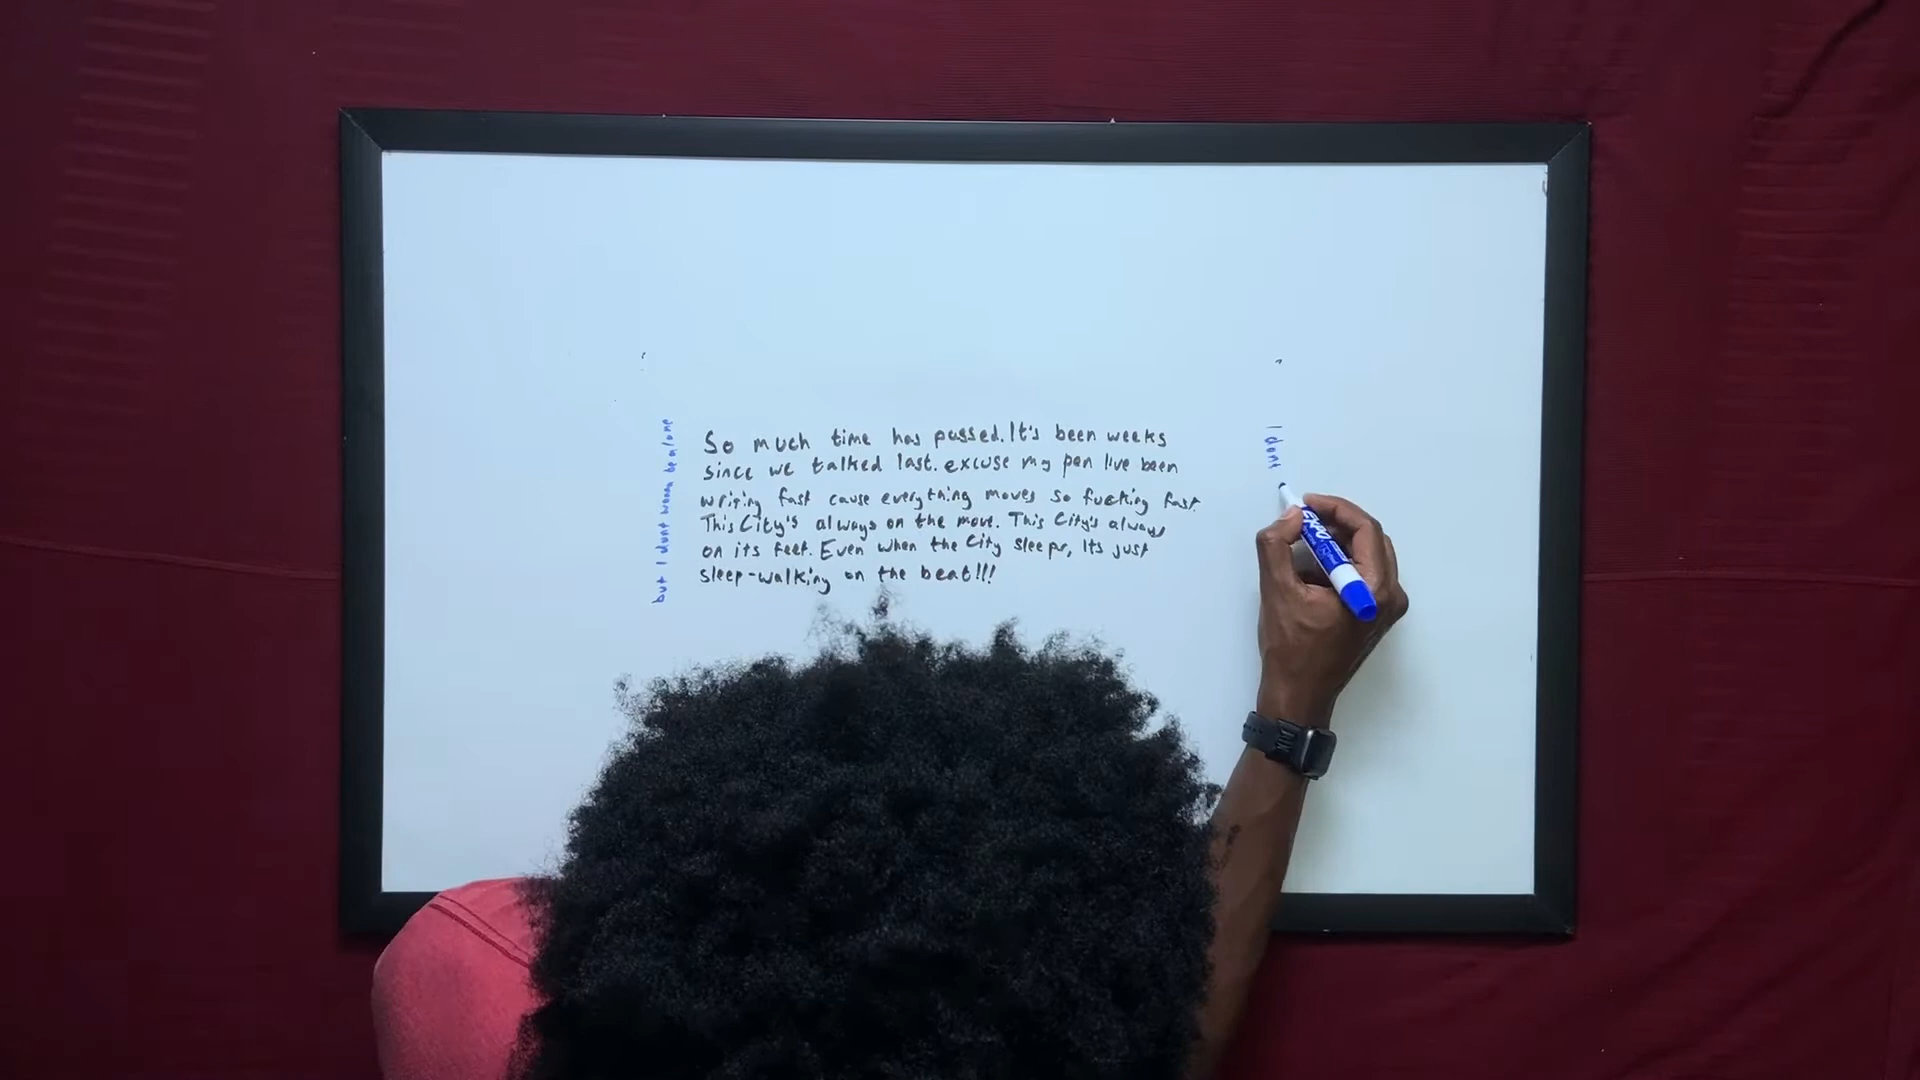 but I dont wanna be alone
So much time has passed. It's been weeks
since we talked last. excuse my pen I've been
writing fast cause everything moves so fucking fast.
This City's always on the move. This City's always
on its feet. Even when the City sleeps, Its just
sleep-walking on the beat!!!
I dont
EXPO